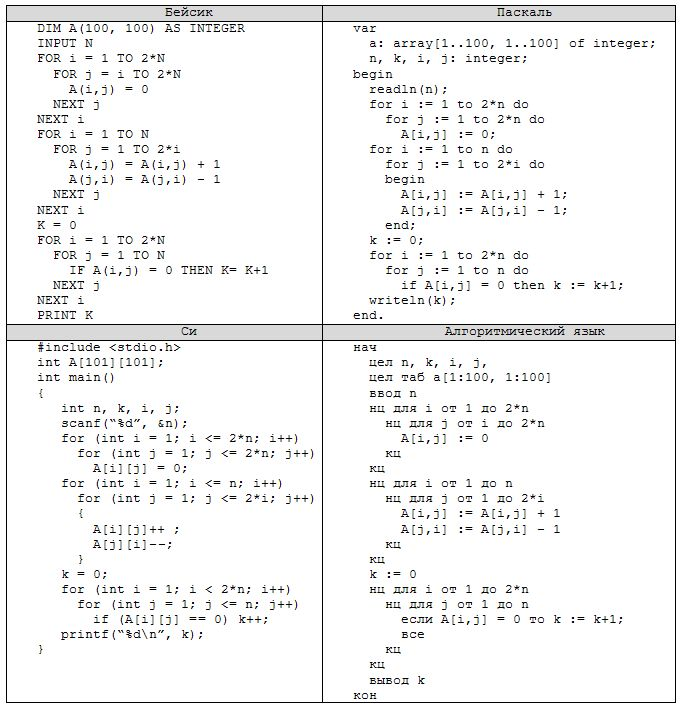 Бейсик
DIM A(100, 100) AS INTEGER
INPUT N
FOR i = 1 TO 2*N
FOR j = i TO 2*N
A(i,j) = 0
NEXT j
NEXT i
FOR i = 1 TO N
FOR j = 1 TO 2*i
A(i,j) = A(i,j) + 1
A(j,i) = A(j,i) - 1
NEXT j
NEXT i
K = 0
FOR i = 1 TO 2*N
FOR j = 1 TO N
IF A(i,j) = 0 THEN K= K+1
NEXT j
NEXT i
PRINT K
Паскаль
var
a: array[1..100, 1..100] of integer;
n, k, i, j: integer;
begin
readln(n);
for i := 1 to 2*n do
for j := 1 to 2*n do
A[i,j] := 0;
for i := 1 to n do
for j := 1 to 2*i do
begin
A[i,j] := A[i,j] + 1;
A[j,i] := A[j,i] - 1;
end;
k := 0;
for i := 1 to 2*n do
for j := 1 to n do
if A[i,j] = 0 then k := k+1;
writeln(k);
end.
Си
#include <stdio.h>
int A[101][101];
int main()
{
int n, k, i, j;
scanf(“%d”, &n);
for (int i = 1; i <= 2*n; i++)
for (int j = 1; j <= 2*n; j++)
A[i][j] = 0;
for (int i = 1; i <= n; i++)
for (int j = 1; j <= 2*i; j++)
{
A[i][j]++ ;
A[j][i]--;
}
k = 0;
for (int i = 1; i < 2*n; i++)
for (int j = 1; j <= n; j++)
if (A[i][j] == 0) k++;
printf(“%d\n”, k);
}
Алгоритмический язык
нач
цел n, k, i, j,
цел таб a[1:100, 1:100]
ввод n
нц для i от 1 до 2*n
нц для j от i до 2*n
A[i,j] := 0
кц
кц
нц для i от 1 до n
нц для j от 1 до 2*i
A[i,j] := A[i,j] + 1
A[j,i] := A[j,i] - 1
кц
кц
k := 0
нц для i от 1 до 2*n
нц для j от 1 до n
если A[i,j] = 0 то k := k+1;
все
кц
кц
вывод k
кон